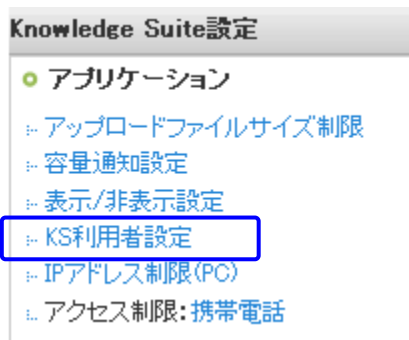 Knowledge Suite設定
アプリケーション
アップロードファイルサイズ制限
容量通知設定
表示/非表示設定
KS利用者設定
IPアドレス制限(PC)
アクセス制限:携帯電話